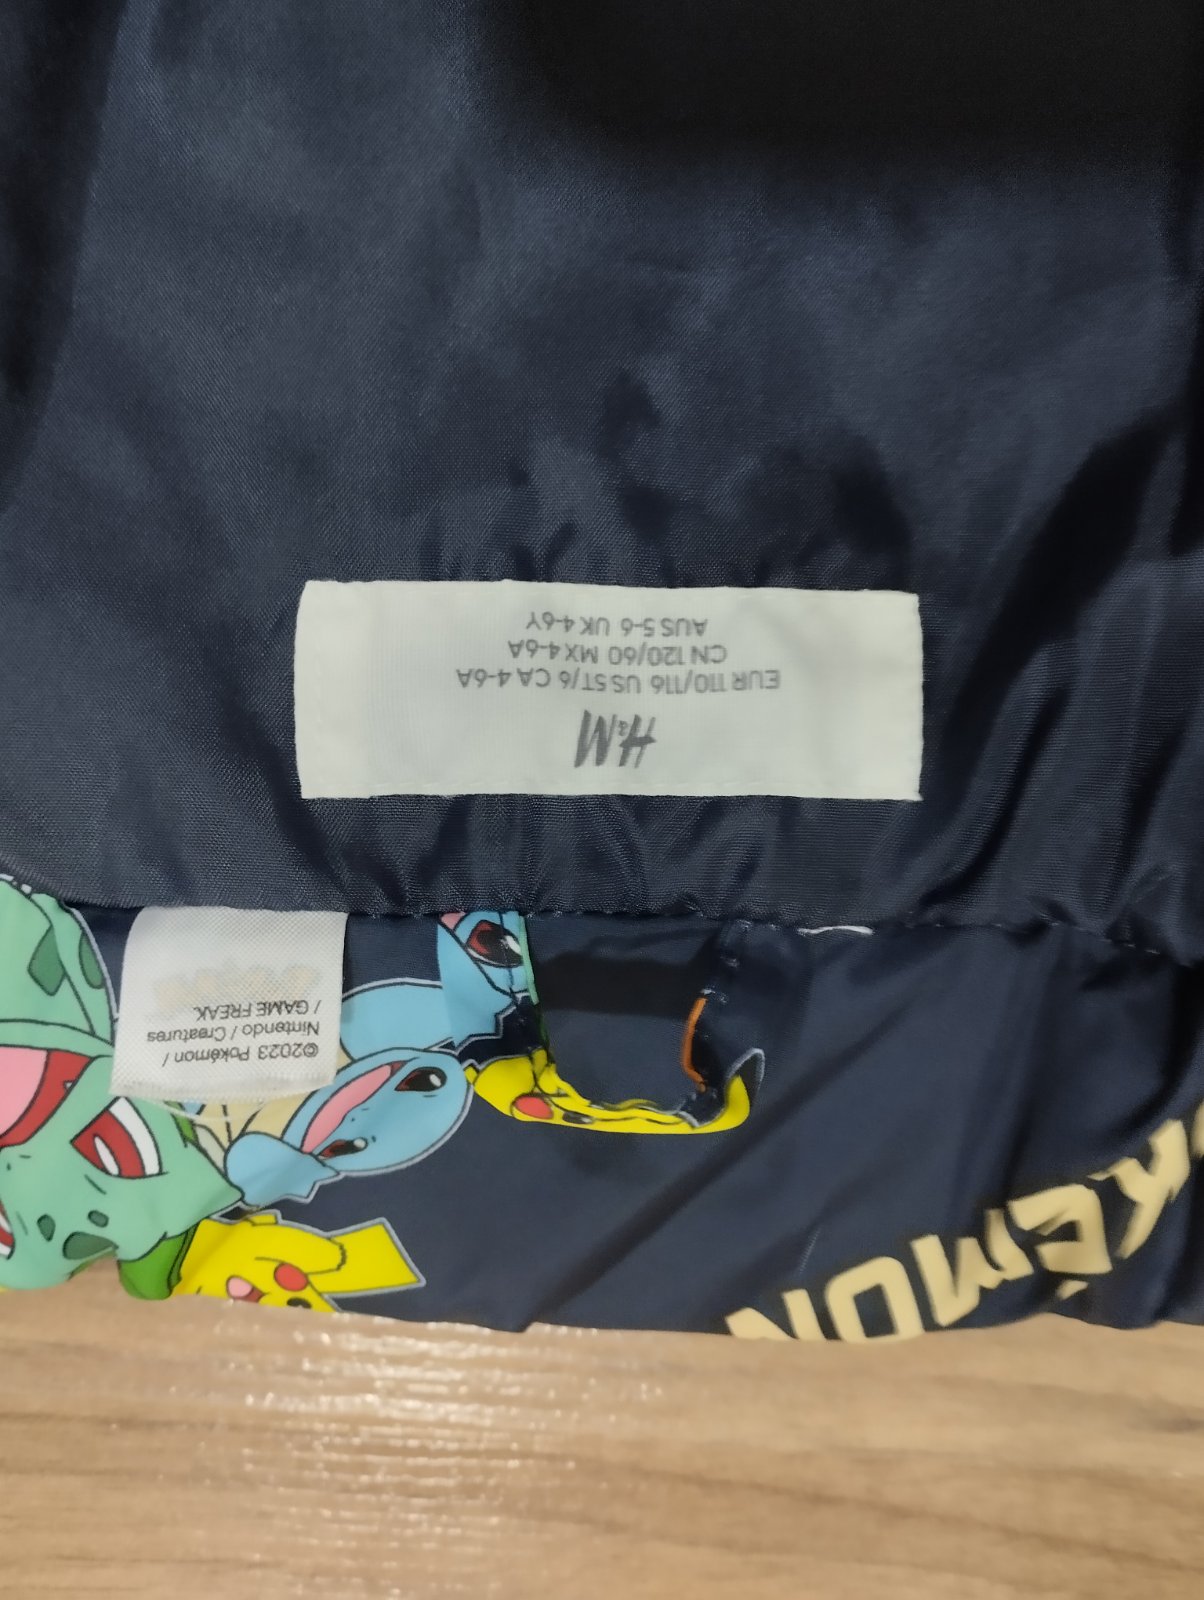 H&M
EUR 110/116 US 5T/6 CA 4-6A
CN 120/60 MX 4-6A
AUS 5-6 UK 4-6Y
©2023 Pokémon /
Nintendo / Creatures
/ GAME FREAK
POKÉMON